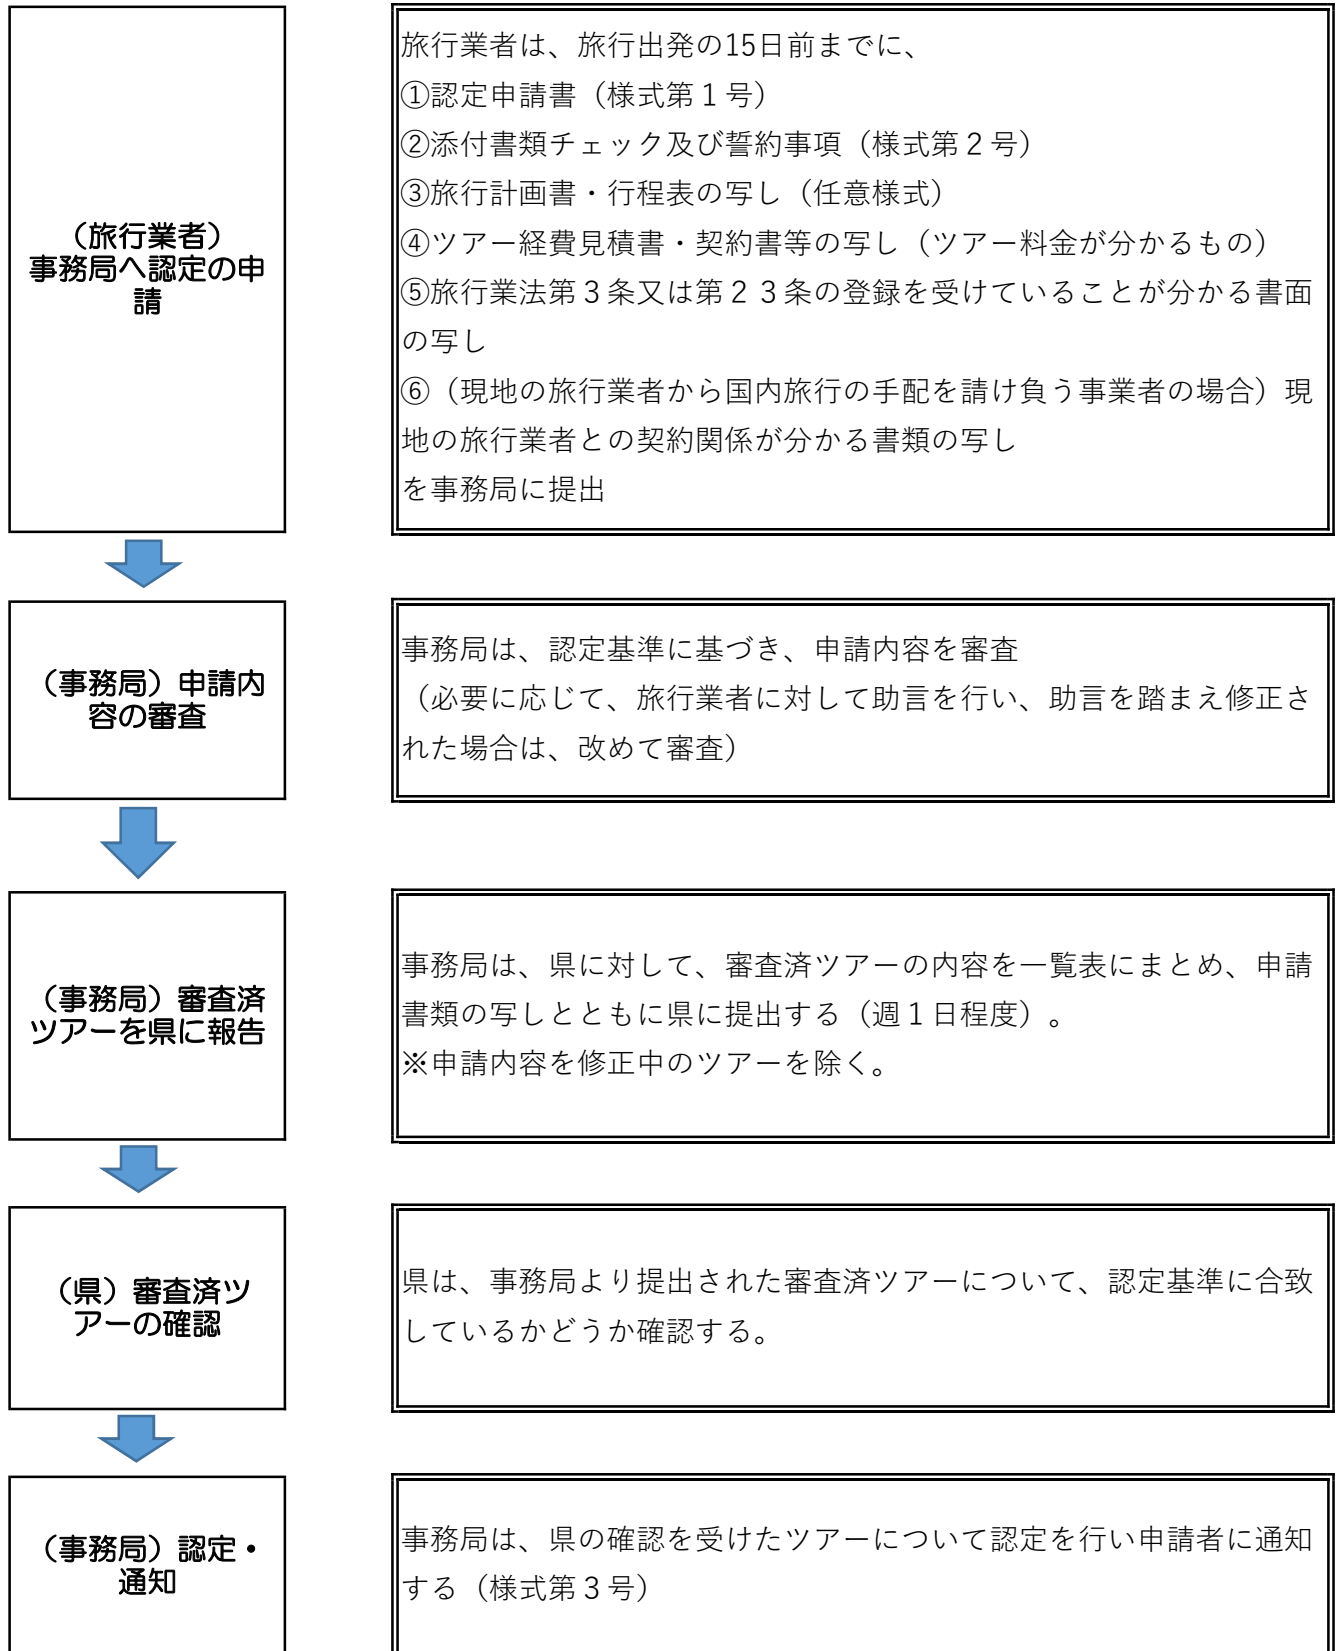 （旅行業者）
事務局へ認定の申
請
旅行業者は、旅行出発の15日前までに、
①認定申請書（様式第１号）
②添付書類チェック及び誓約事項（様式第２号）
③旅行計画書・行程表の写し（任意様式）
④ツアー経費見積書・契約書等の写し（ツアー料金が分かるもの）
⑤旅行業法第３条又は第２３条の登録を受けていることが分かる書面
の写し
⑥（現地の旅行業者から国内旅行の手配を請け負う事業者の場合）現
地の旅行業者との契約関係が分かる書類の写し
を事務局に提出
（事務局）申請内
容の審査
事務局は、認定基準に基づき、申請内容を審査
（必要に応じて、旅行業者に対して助言を行い、助言を踏まえ修正さ
れた場合は、改めて審査）
（事務局）審査済
ツアーを県に報告
事務局は、県に対して、審査済ツアーの内容を一覧表にまとめ、申請
書類の写しとともに県に提出する（週１日程度）。
※申請内容を修正中のツアーを除く。
（県）審査済ツ
アーの確認
県は、事務局より提出された審査済ツアーについて、認定基準に合致
しているかどうか確認する。
（事務局）認定・
通知
事務局は、県の確認を受けたツアーについて認定を行い申請者に通知
する（様式第３号）